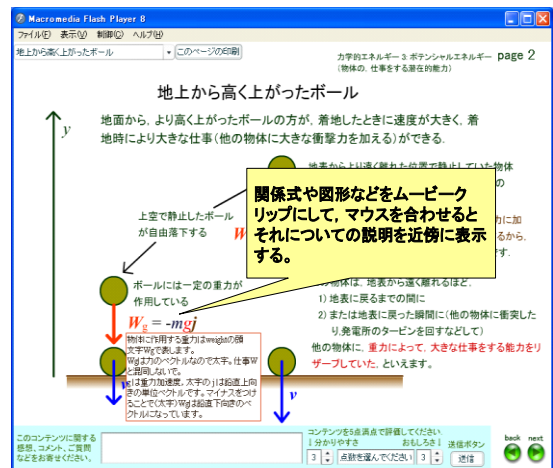 Macromedia Flash Player 8
ファイル(F) 表示(V) 制御(C) ヘルプ(H)
地上から高く上がったボール
このページの印刷
力学的エネルギー 3: ポテンシャルエネルギー page 2
(物体の, 仕事をする潜在的能力)
地上から高く上がったボール
y
地面から, より高く上がったボールの方が, 着地したときに速度が大きく, 着
地時により大きな仕事(他の物体に大きな衝撃力を加える)ができる.
地表からより遠く離れた位置で静止していた物体
の
関係式や図形などをムービーク
リップにして, マウスを合わせると
それについての説明を近傍に表示
する。
上空で静止したボール
が自由落下する
W
力に加
るから,
です.
ボールには一定の重力が
作用している
の物体は, 地表から遠く離れるほど,
1) 地表に戻るまでの間に
2) または地表に戻った瞬間に(他の物体に衝突した
り,発電所のタービンを回すなどして)
他の物体に, 重力によって, 大きな仕事をする能力をリ
ザーブしていた, といえます.
Wg = -mgj
物体に作用する重力はweightの頭
文字Wgで表します。
Wgは力のベクトルなので太字。仕事W
と混同しないで。
gは重力加速度, 太字の j は鉛直上向
きの単位ベクトルです。マイナスをつけ
ることで(太字)Wgは鉛直下向きのベ
クトルになっています。
v
v
このコンテンツに関する
感想、コメント、ご質問
などをお寄せください。
コンテンツを5点満点で評価してください.
↓分かりやすさ おもしろさ↓ 送信ボタン
3 点数を選んでください 3 送信
back next